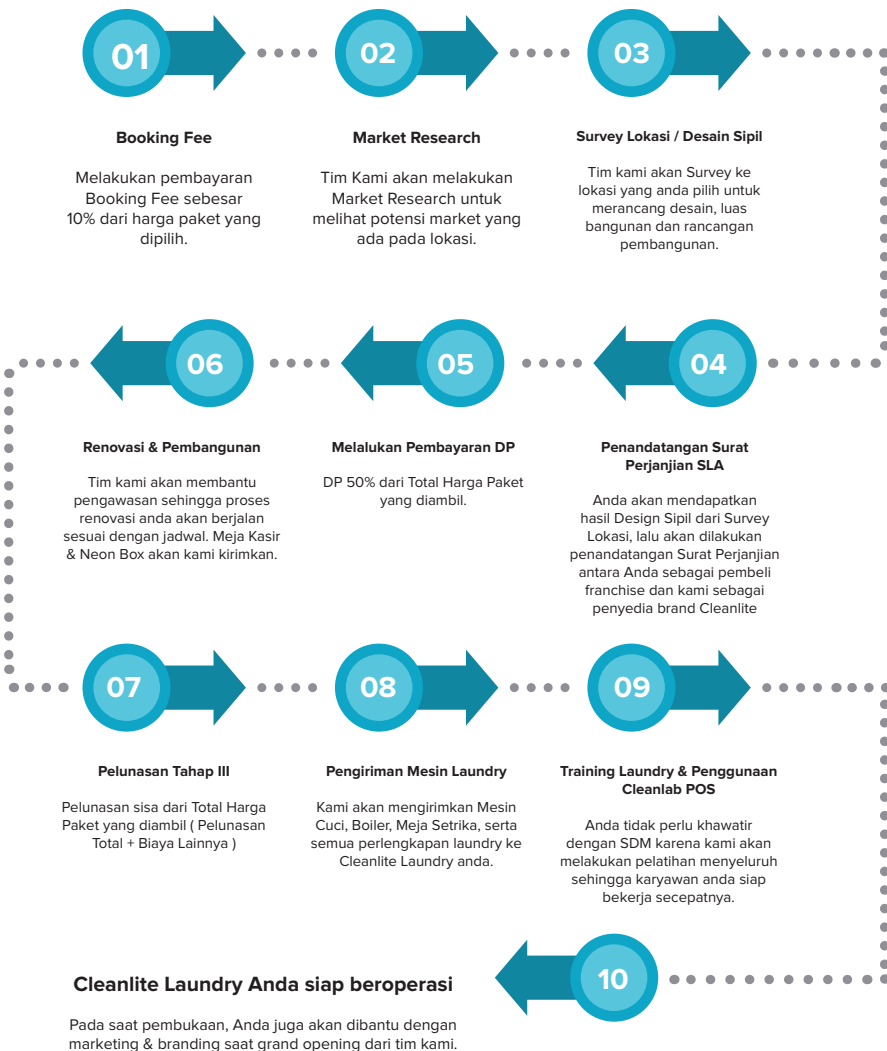 01
02
03
Booking Fee
Melakukan pembayaran
Booking Fee sebesar
10% dari harga paket yang
dipilih.
Market Research
Tim Kami akan melakukan
Market Research untuk
melihat potensi market yang
ada pada lokasi.
Survey Lokasi / Desain Sipil
Tim kami akan Survey ke
lokasi yang anda pilih untuk
merancang desain, luas
bangunan dan rancangan
pembangunan.
04
Penandatangan Surat
Perjanjian SLA
Anda akan mendapatkan
hasil Design Sipil dari Survey
Lokasi, lalu akan dilakukan
penandatangan Surat Perjanjian
antara Anda sebagai pembeli
franchise dan kami sebagai
penyedia brand Cleanlite
05
Melalukan Pembayaran DP
DP 50% dari Total Harga Paket
yang diambil.
06
Renovasi & Pembangunan
Tim kami akan membantu
pengawasan sehingga proses
renovasi anda akan berjalan
sesuai dengan jadwal. Meja Kasir
& Neon Box akan kami kirimkan.
07
Pelunasan Tahap III
Pelunasan sisa dari Total Harga
Paket yang diambil ( Pelunasan
Total + Biaya Lainnya )
08
Pengiriman Mesin Laundry
Kami akan mengirimkan Mesin
Cuci, Boiler, Meja Setrika, serta
semua perlengkapan laundry ke
Cleanlite Laundry anda.
09
Training Laundry & Penggunaan
Cleanlab POS
Anda tidak perlu khawatir
dengan SDM karena kami akan
melakukan pelatihan menyeluruh
sehingga karyawan anda siap
bekerja secepatnya.
10
Cleanlite Laundry Anda siap beroperasi
Pada saat pembukaan, Anda juga akan dibantu dengan
marketing & branding saat grand opening dari tim kami.